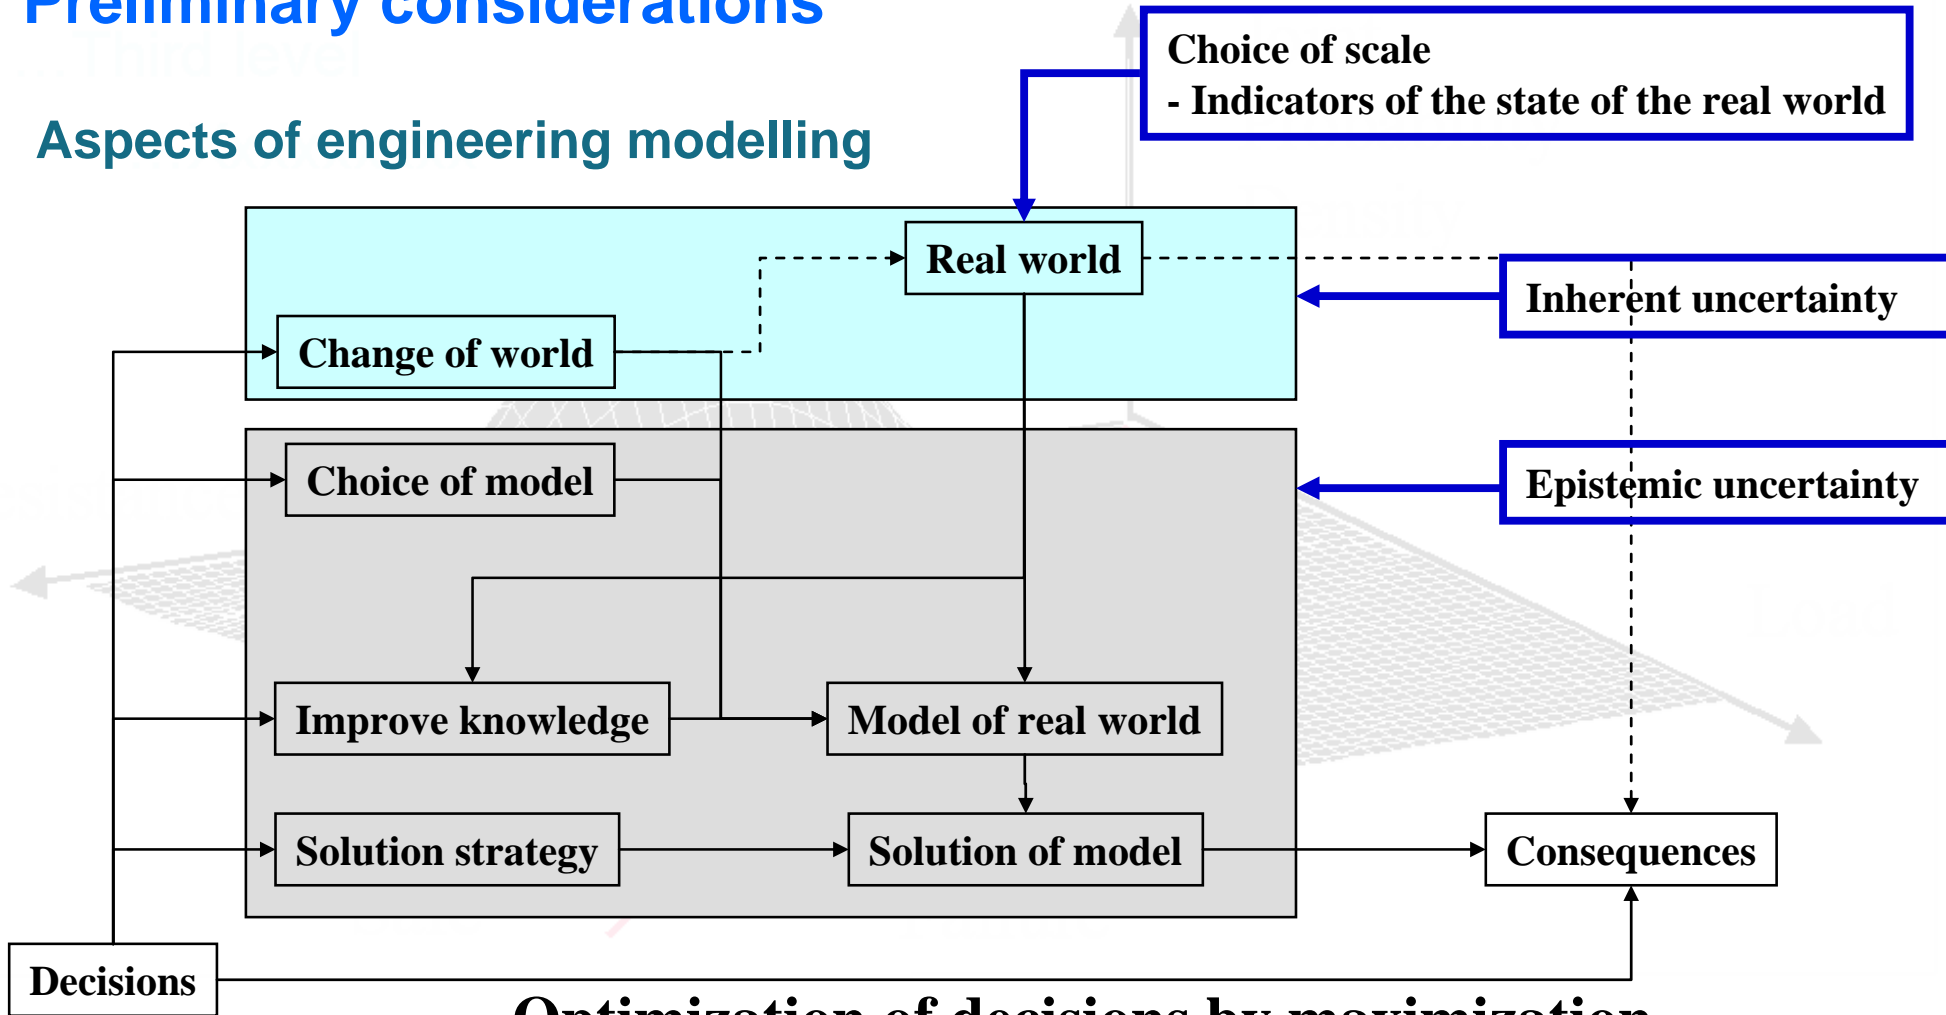 Preliminary considerations
Third level
Aspects of engineering modelling
Choice of scale
- Indicators of the state of the real world
Real world
Inherent uncertainty
Change of world
Choice of model
Epistemic uncertainty
Improve knowledge
Model of real world
Solution strategy
Solution of model
Consequences
Decisions
Optimization of decisions by maximization